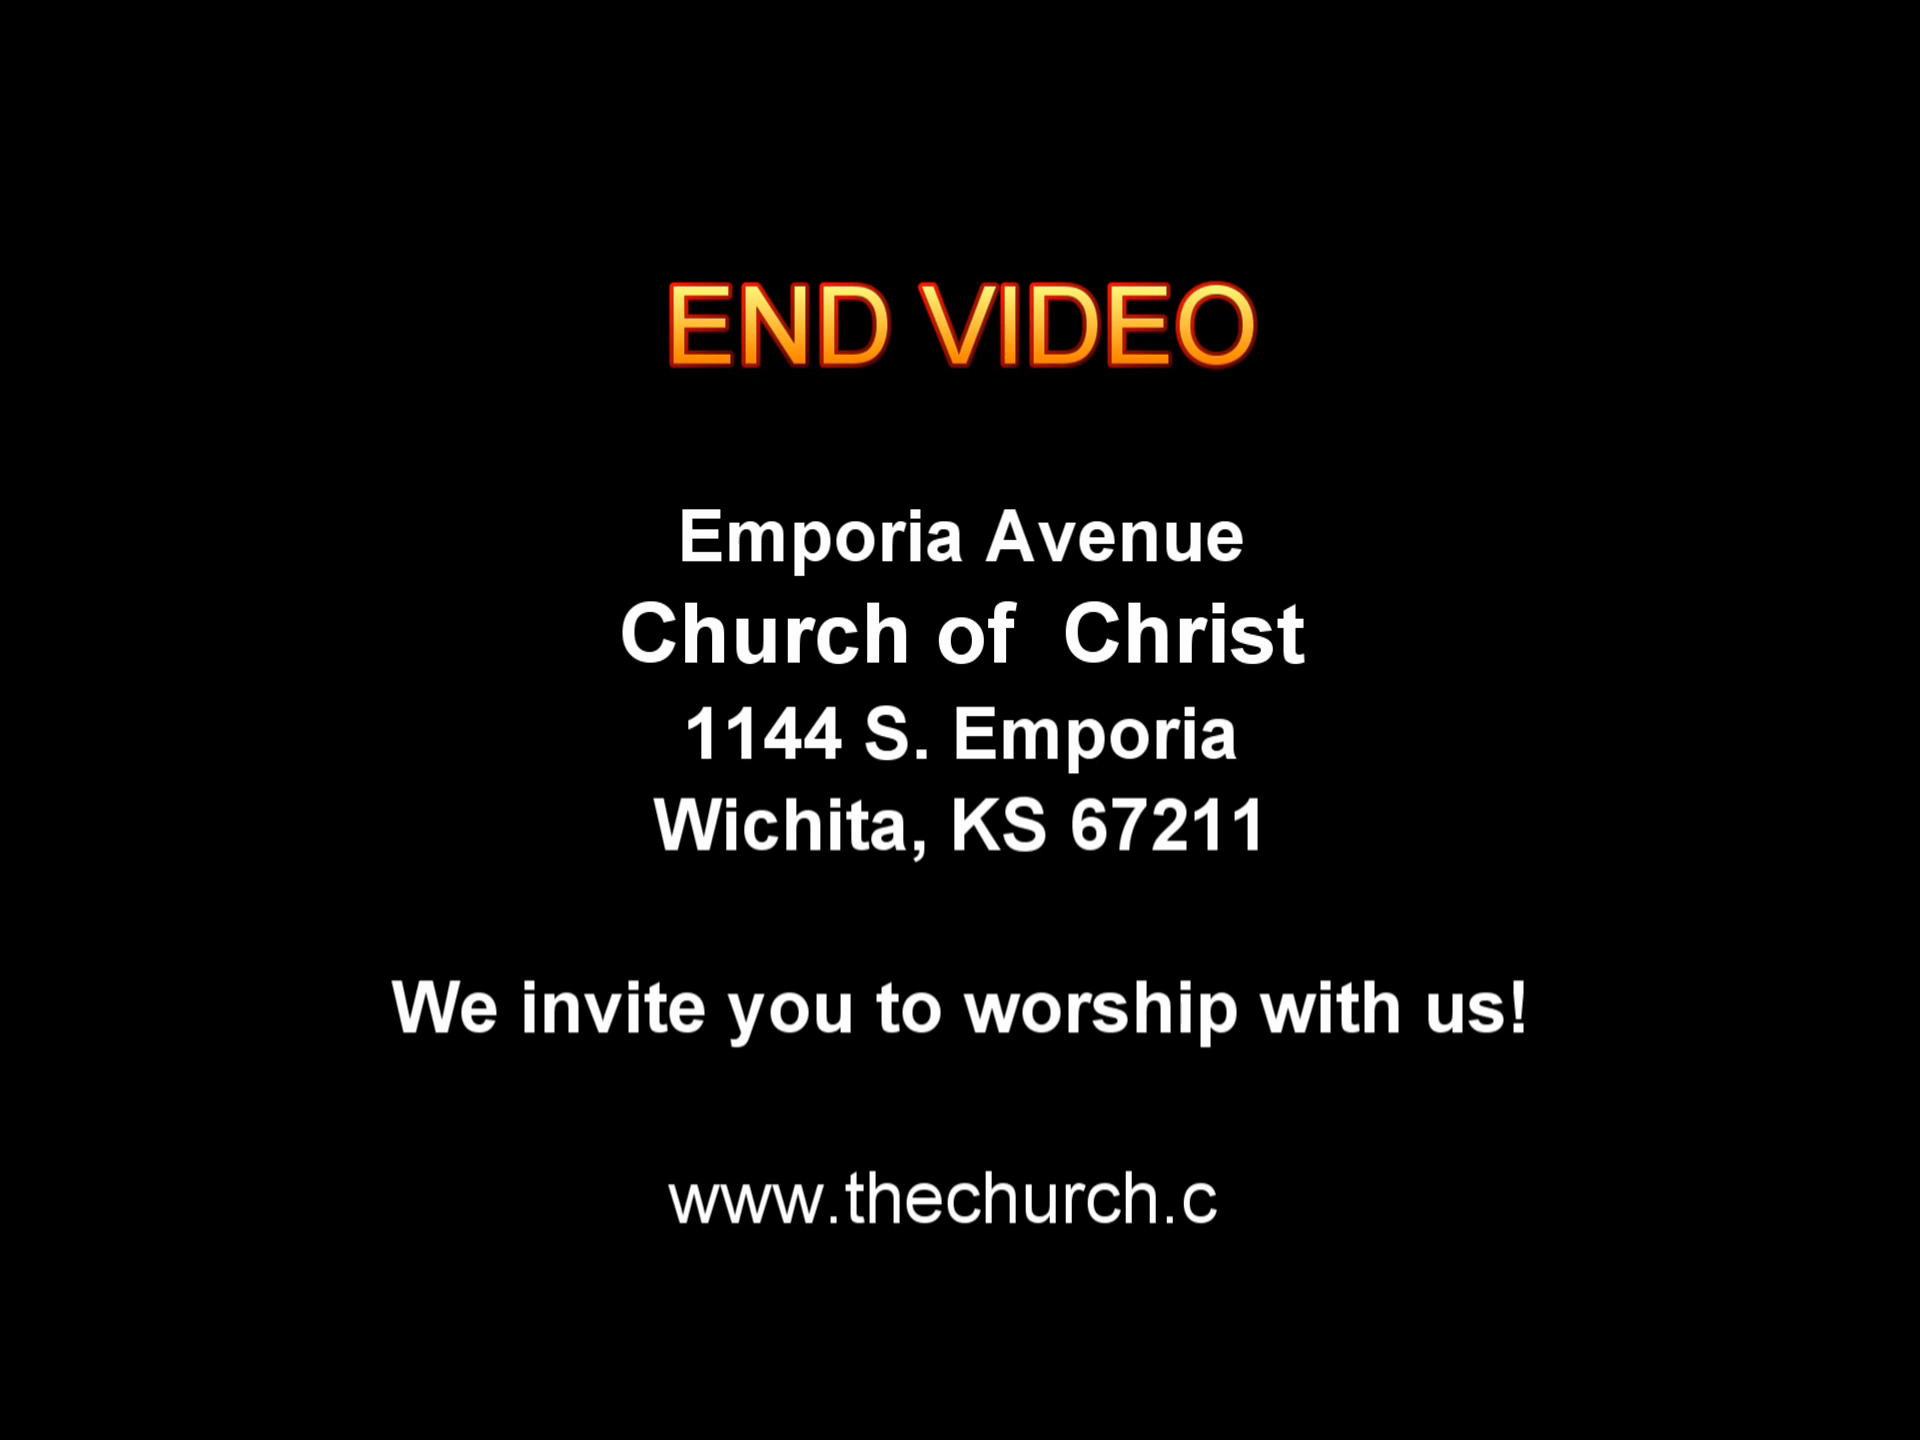 END VIDEO
Emporia Avenue
Church of  Christ
1144 S. Emporia
Wichita, KS 67211
We invite you to worship with us!
www.thechurch.c